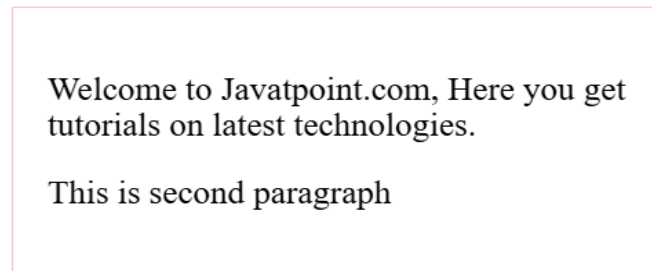 Welcome to Javatpoint.com, Here you get
tutorials on latest technologies.
This is second paragraph